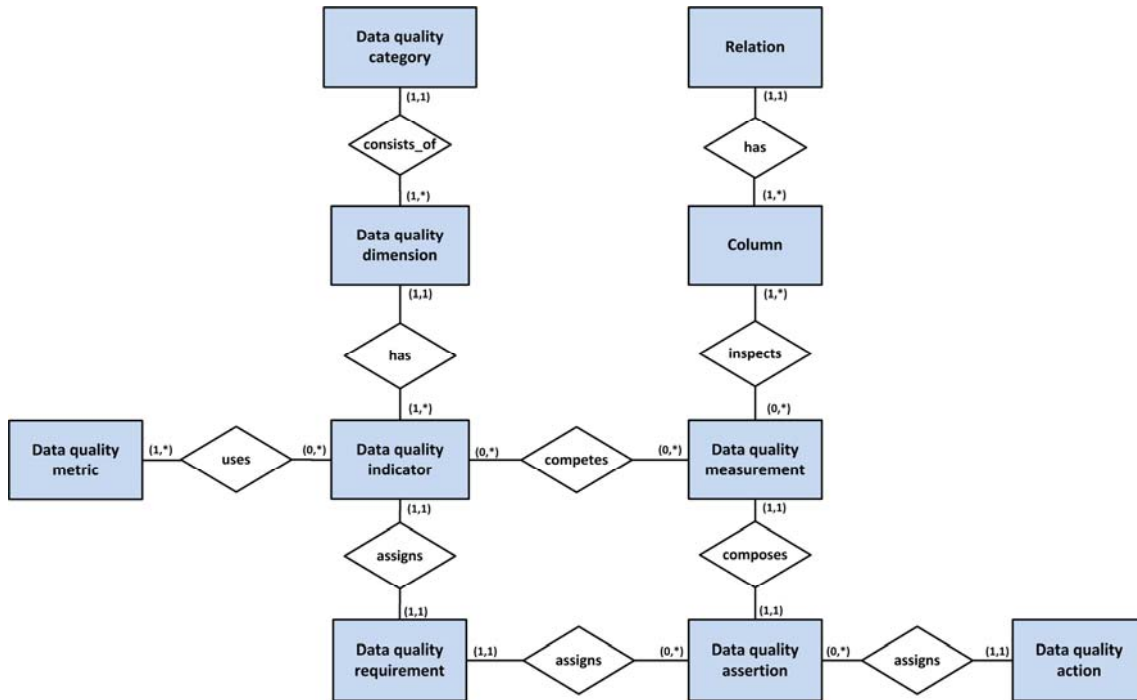 Data quality
category
Relation
(1,1)
(1,1)
consists_of
has
(1,*)
(1,*)
Data quality
dimension
Column
(1,1)
(1,*)
has
inspects
(1,*)
(0,*)
Data quality
metric
(1,*)
uses
(0,*)
Data quality
indicator
(0,*)
competes
(0,*)
Data quality
measurement
(1,1)
(1,1)
assigns
composes
(1,1)
(1,1)
Data quality
requirement
(1,1)
assigns
(0,*)
Data quality
assertion
(0,*)
assigns
(1,1)
Data quality
action